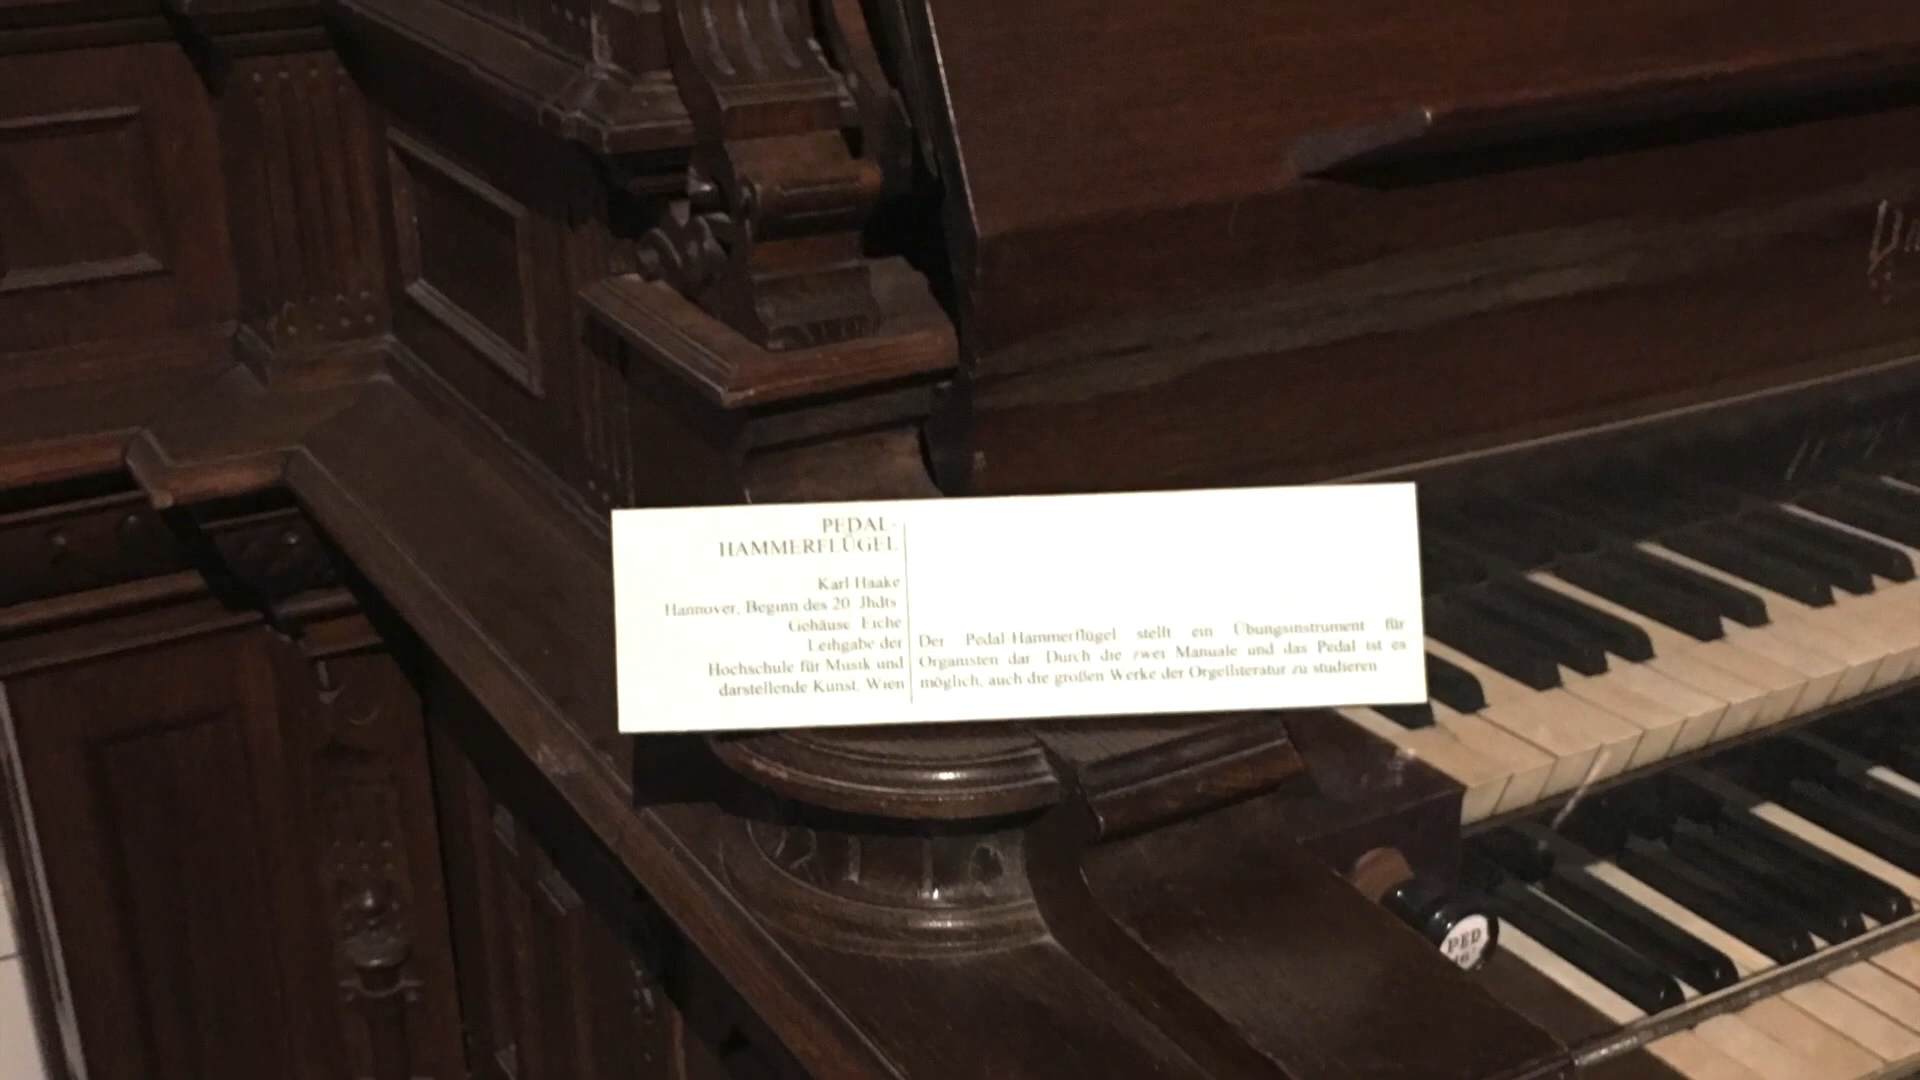 PEDAL-
HAMMERFLÜGEL
Karl Haake
Hannover, Beginn des 20. Jhdts
Gehäuse Eiche
Leihgabe der
Hochschule für Musik und
darstellende Kunst, Wien
Der Pedal-Hammerflügel stellt ein Übungsinstrument für
Organisten dar. Durch die zwei Manuale und das Pedal ist es
möglich, auch die großen Werke der Orgelliteratur zu studieren
PED
16'